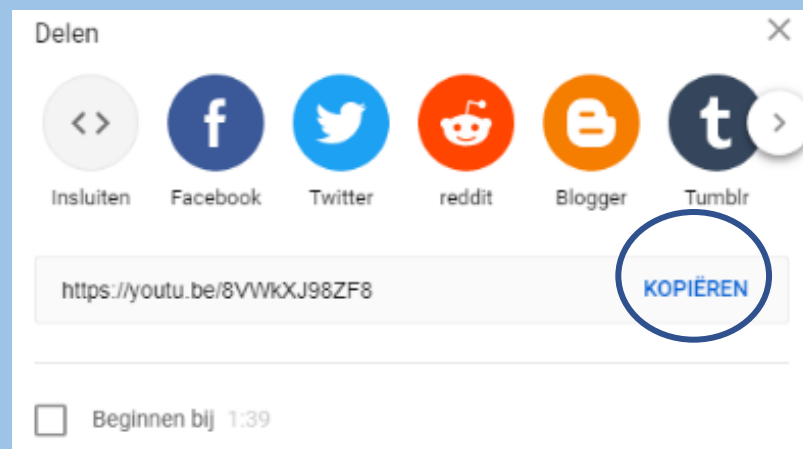 Delen
Insluiten Facebook Twitter reddit Blogger Tumblr
https://youtu.be/8VWkXJ98ZF8 KOPIËREN
Beginnen bij 1:39